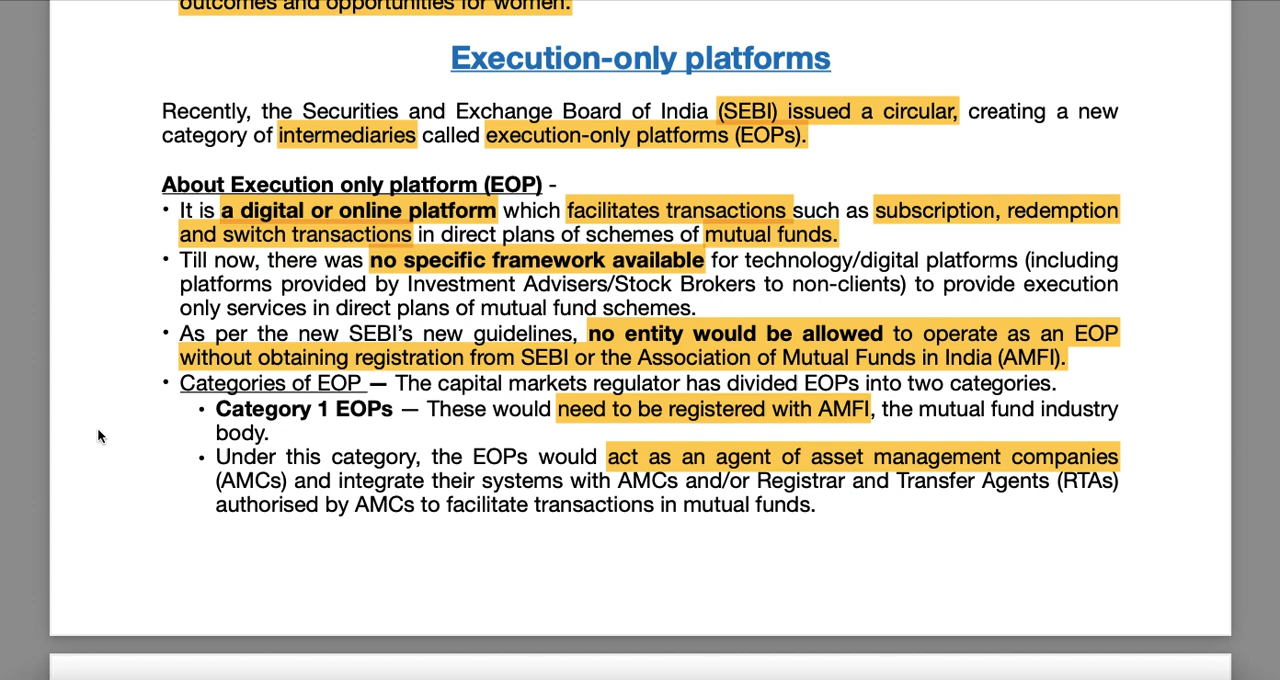 outcomes and opportunities for women.
Execution-only platforms
Recently, the Securities and Exchange Board of India (SEBI) issued a circular, creating a new
category of intermediaries called execution-only platforms (EOPs).
About Execution only platform (EOP) -
• It is a digital or online platform which facilitates transactions such as subscription, redemption
and switch transactions in direct plans of schemes of mutual funds.
• Till now, there was no specific framework available for technology/digital platforms (including
platforms provided by Investment Advisers/Stock Brokers to non-clients) to provide execution
only services in direct plans of mutual fund schemes.
• As per the new SEBI's new guidelines, no entity would be allowed to operate as an EOP
without obtaining registration from SEBI or the Association of Mutual Funds in India (AMFI).
• Categories of EOP — The capital markets regulator has divided EOPs into two categories.
• Category 1 EOPs — These would need to be registered with AMFI, the mutual fund industry
body.
• Under this category, the EOPs would act as an agent of asset management companies
(AMCs) and integrate their systems with AMCs and/or Registrar and Transfer Agents (RTAs)
authorised by AMCs to facilitate transactions in mutual funds.